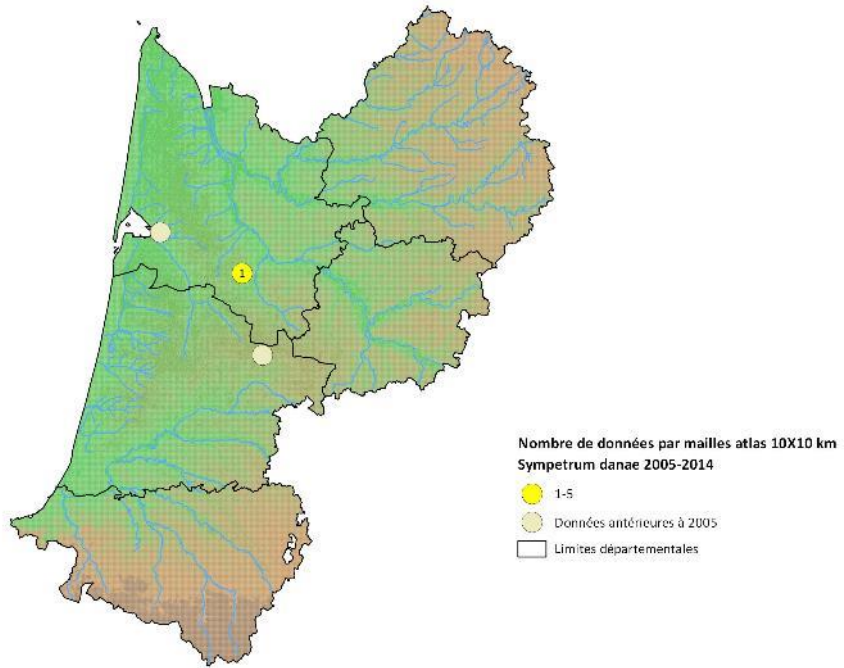 1
Nombre de données par mailles atlas 10X10 km
Sympetrum danae 2005-2014
1-5
Données antérieures à 2005
Limites départementales